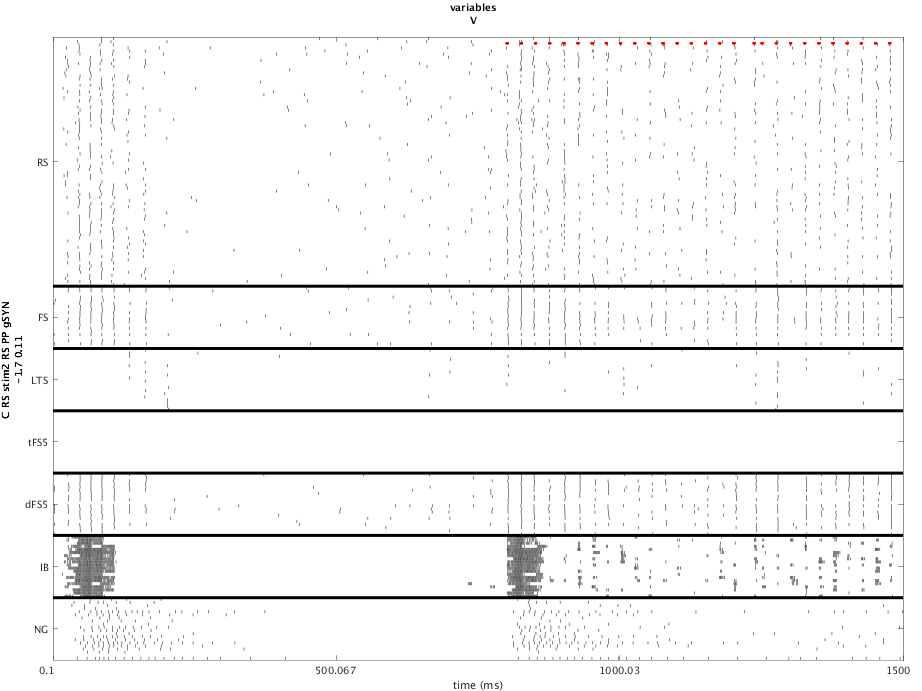 variables
V
RS
FS
LTS
tFS5
dFS5
IB
NG
C RS stim2 RS PP gSYN
-1.7 0.11
0.1
500.067
1000.03
1500
time (ms)